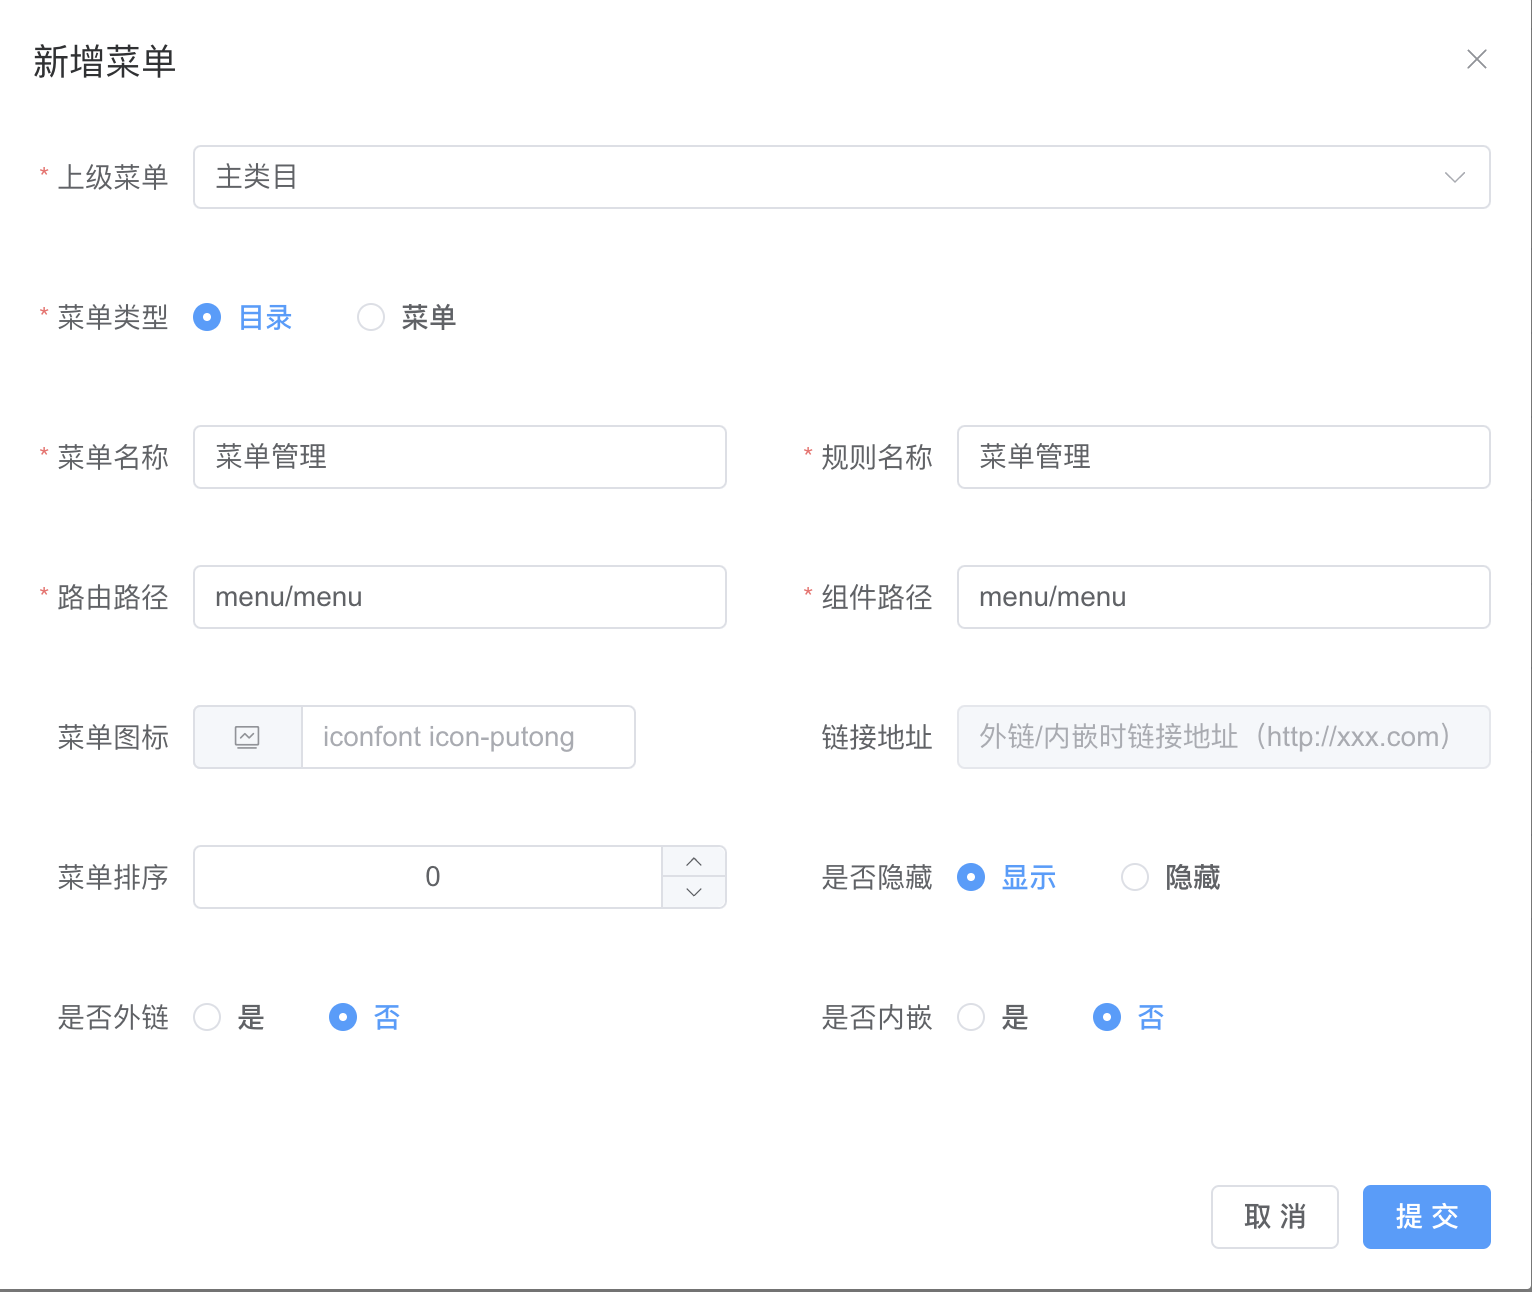 新增菜单
* 上级菜单 主类目
* 菜单类型 目录 菜单
* 菜单名称 菜单管理 * 规则名称 菜单管理
* 路由路径 menu/menu * 组件路径 menu/menu
菜单图标 iconfont icon-putong 链接地址 外链/内嵌时链接地址（http://xxx.com）
菜单排序 0 是否隐藏 显示 隐藏
是否外链 是 否 是否内嵌 是 否
取 消 提 交